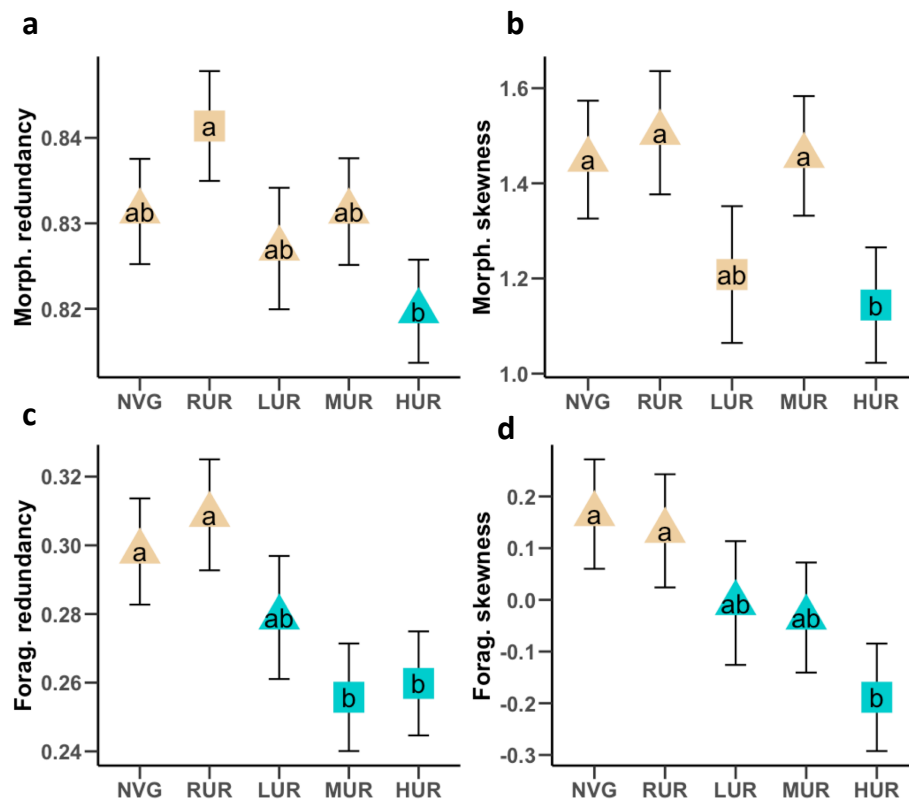 a
Morph. redundancy
0.84
0.83
0.82
ab
a
ab
ab
b
NVG RUR LUR MUR HUR
b
Morph. skewness
1.6
1.4
1.2
1.0
a
a
ab
a
b
NVG RUR LUR MUR HUR
c
Forag. redundancy
0.32
0.30
0.28
0.26
0.24
a
a
ab
b
b
NVG RUR LUR MUR HUR
d
Forag. skewness
0.2
0.1
0.0
-0.1
-0.2
-0.3
a
a
ab
ab
b
NVG RUR LUR MUR HUR